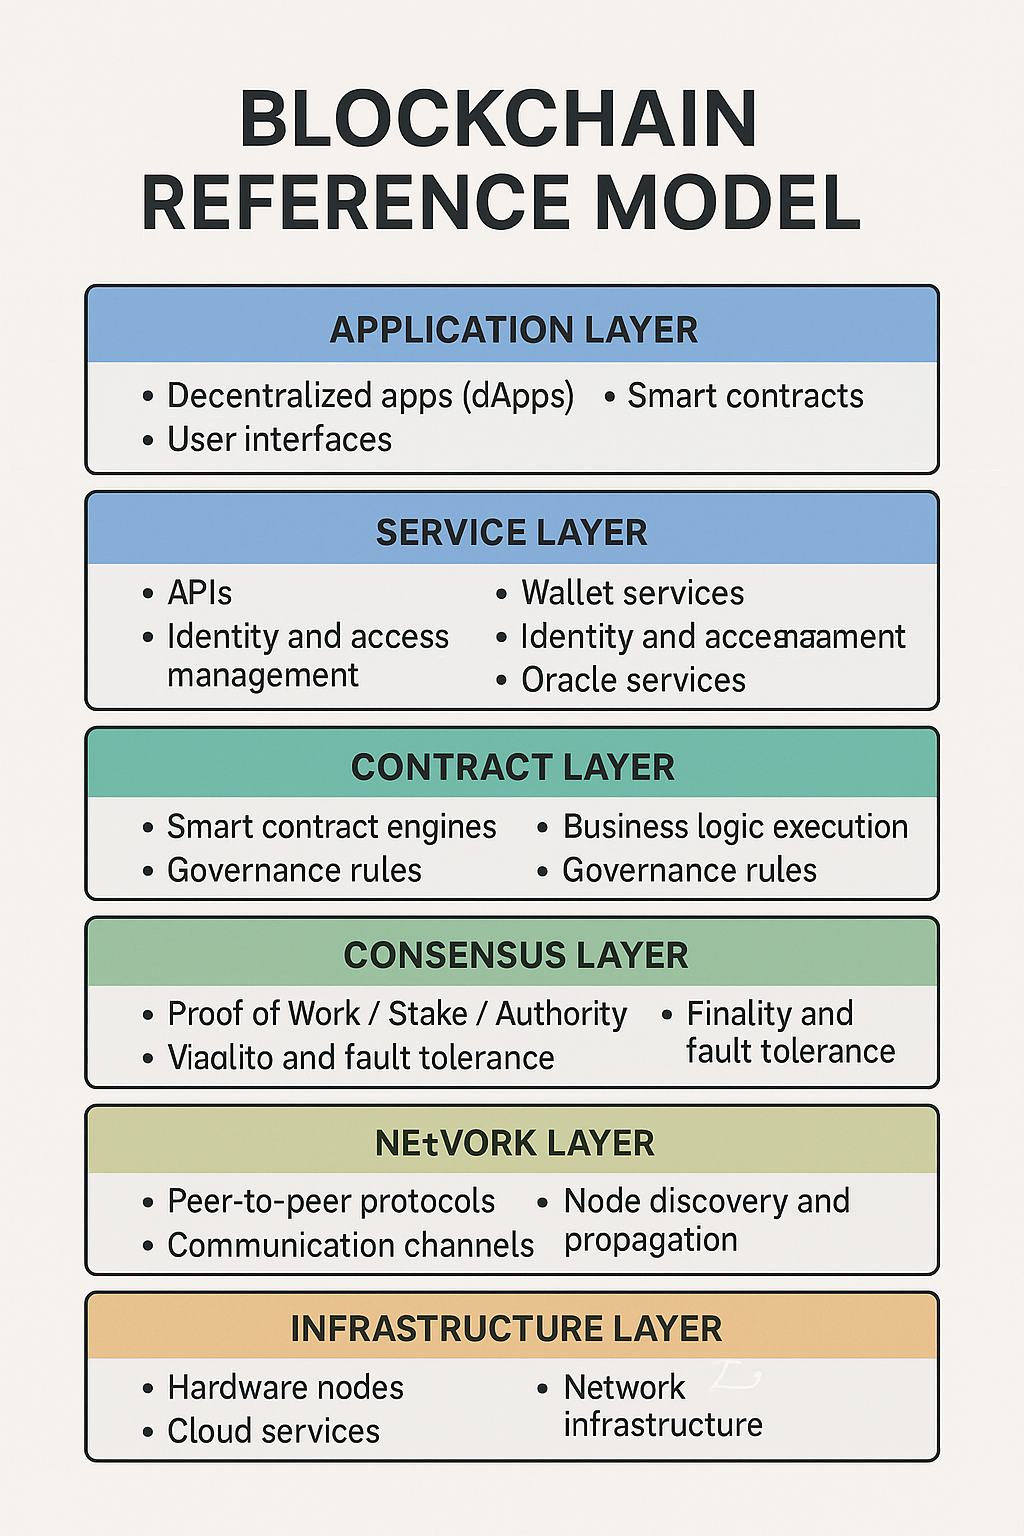 BLOCKCHAIN
REFERENCE MODEL
APPLICATION LAYER
• Decentralized apps (dApps)
• User interfaces
• Smart contracts
SERVICE LAYER
• APIs
• Identity and access
management
• Wallet services
• Identity and accenaament
• Oracle services
CONTRACT LAYER
• Smart contract engines
• Governance rules
• Business logic execution
• Governance rules
CONSENSUS LAYER
• Proof of Work / Stake / Authority
• Viaqlito and fault tolerance
• Finality and
fault tolerance
NEtVORK LAYER
• Peer-to-peer protocols
• Communication channels
• Node discovery and
propagation
INFRASTRUCTURE LAYER
• Hardware nodes
• Cloud services
• Network
infrastructure